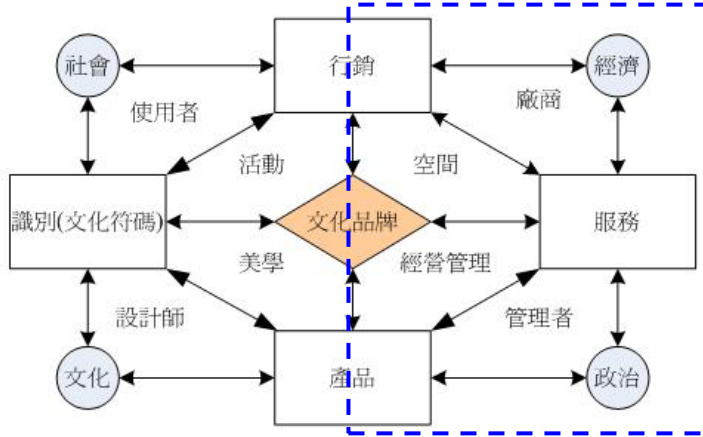 社會
行銷
經濟
使用者
廠商
活動
空間
識別(文化符碼)
文化品牌
服務
美學
經營管理
設計師
管理者
文化
產品
政治